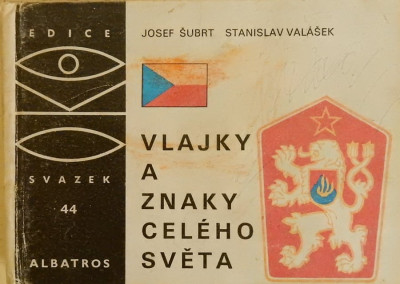 EDICE
SVAZEK
44
ALBATROS
JOSEF ŠUBRT STANISLAV VALÁŠEK
VLAJKY
A
ZNAKY
CELÉHO
SVĚTA